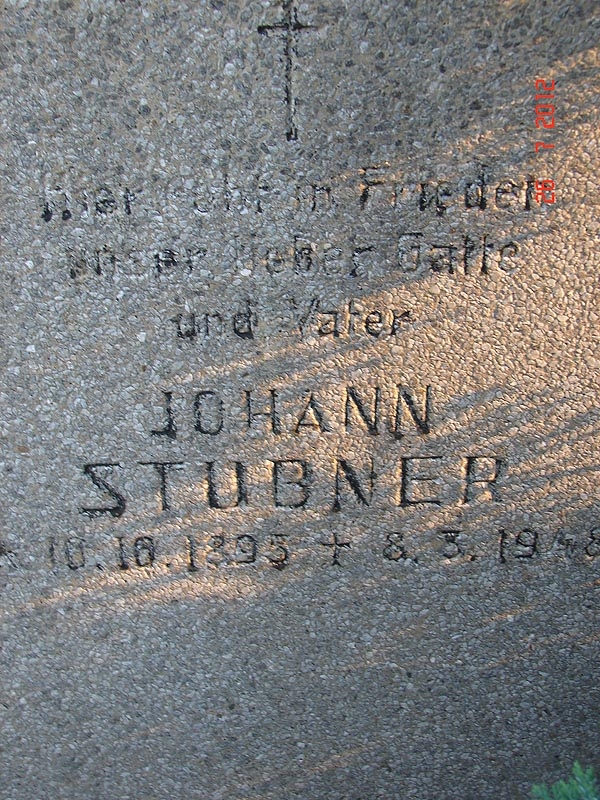 Hier ruht in Frieden
unser lieber Gatte
und Vater
JOHANN
STUBNER
* 10.10.1895 + 8.3.1948